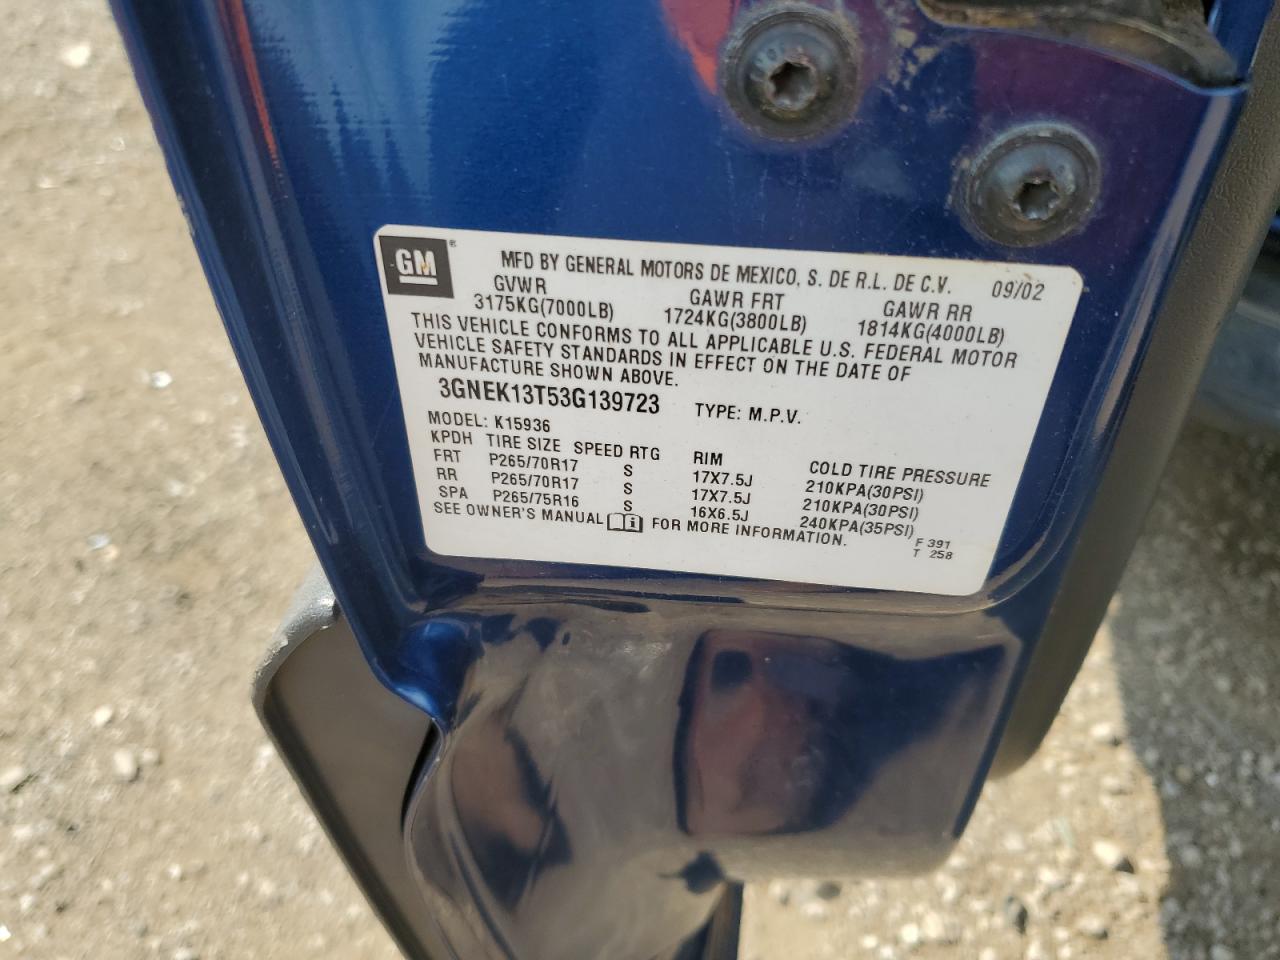 GM ®
MFD BY GENERAL MOTORS DE MEXICO, S. DE R.L. DE C.V. 09/02
GVWR GAWR FRT GAWR RR
3175KG(7000LB) 1724KG(3800LB) 1814KG(4000LB)
THIS VEHICLE CONFORMS TO ALL APPLICABLE U.S. FEDERAL MOTOR
VEHICLE SAFETY STANDARDS IN EFFECT ON THE DATE OF
MANUFACTURE SHOWN ABOVE.
3GNEK13T53G139723 TYPE: M.P.V.
MODEL: K15936
KPDH TIRE SIZE SPEED RTG RIM COLD TIRE PRESSURE
FRT P265/70R17 S 17X7.5J 210KPA(30PSI)
RR P265/70R17 S 17X7.5J 210KPA(30PSI)
SPA P265/75R16 S 16X6.5J 240KPA(35PSI)
SEE OWNER'S MANUAL i FOR MORE INFORMATION.
F 391
T 258